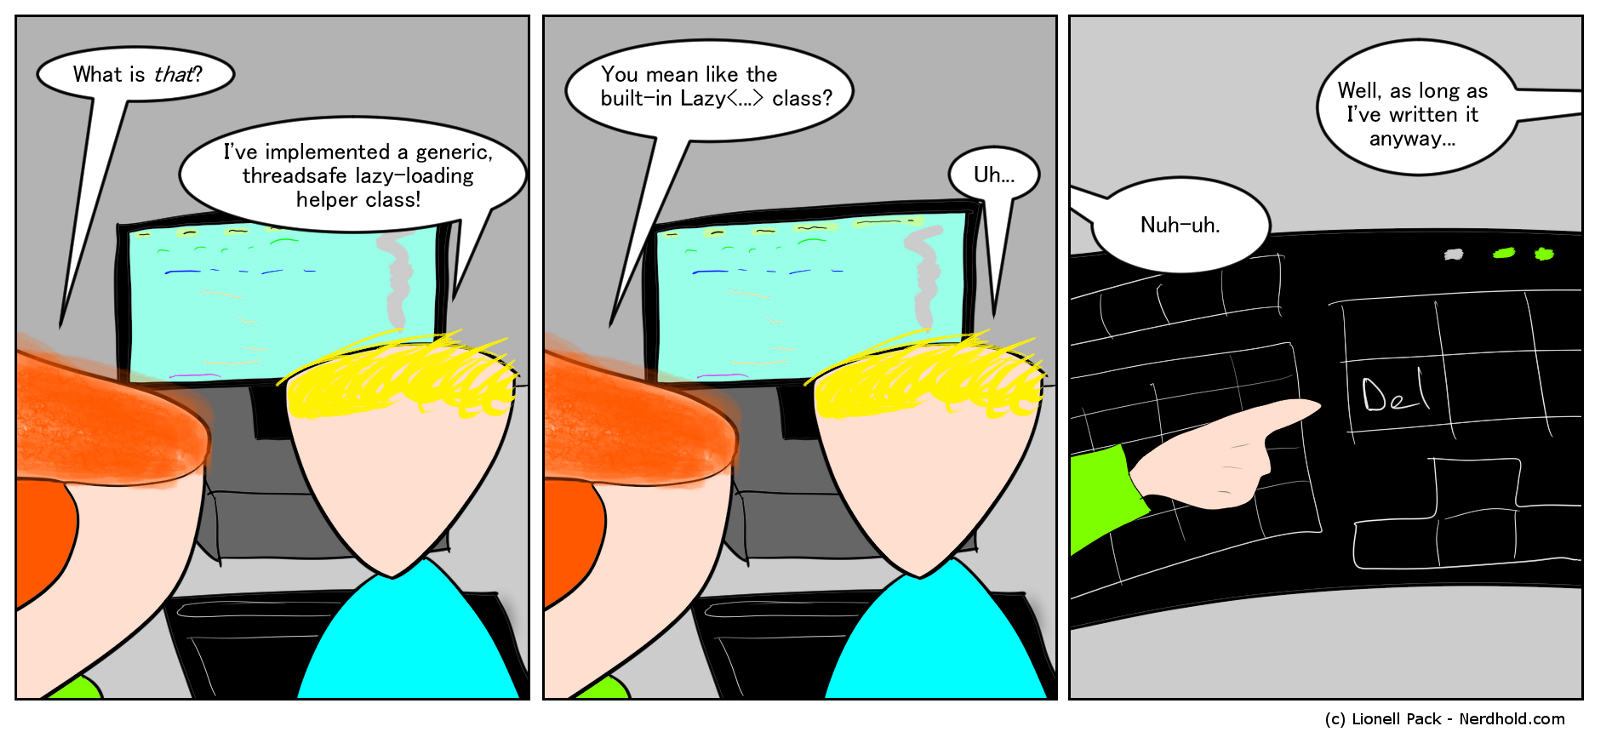 What is that?
I've implemented a generic,
threadsafe lazy-loading
helper class!
You mean like the
built-in Lazy<...> class?
Uh...
Well, as long as
I've written it
anyway...
Nuh-uh.
Del
(c) Lionell Pack - Nerdhold.com